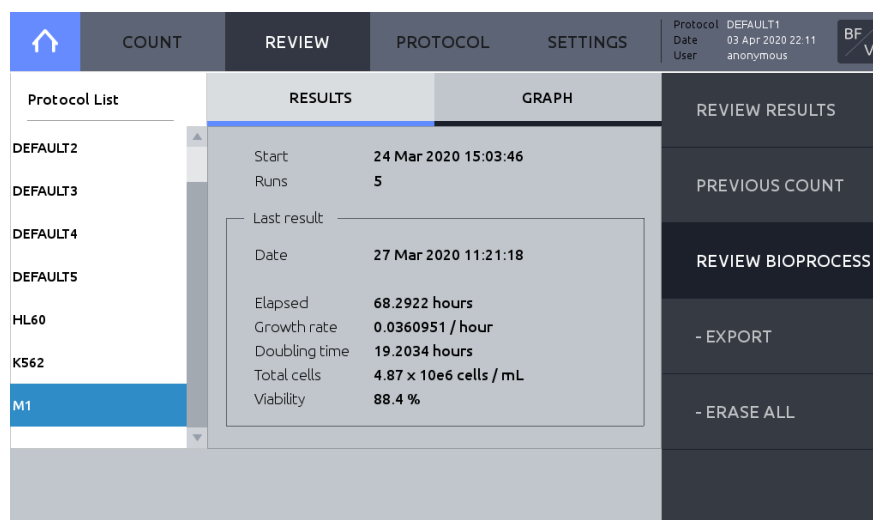 COUNT
REVIEW
PROTOCOL
SETTINGS
Protocol DEFAULT1
Date 03 Apr 2020 22:11
User anonymous
BF
Protocol List
DEFAULT2
DEFAULT3
DEFAULT4
DEFAULT5
HL60
K562
M1
RESULTS
GRAPH
Start 24 Mar 2020 15:03:46
Runs 5
Last result
Date 27 Mar 2020 11:21:18
Elapsed 68.2922 hours
Growth rate 0.0360951 / hour
Doubling time 19.2034 hours
Total cells 4.87 x 10e6 cells / mL
Viability 88.4 %
REVIEW RESULTS
PREVIOUS COUNT
REVIEW BIOPROCESS
- EXPORT
- ERASE ALL